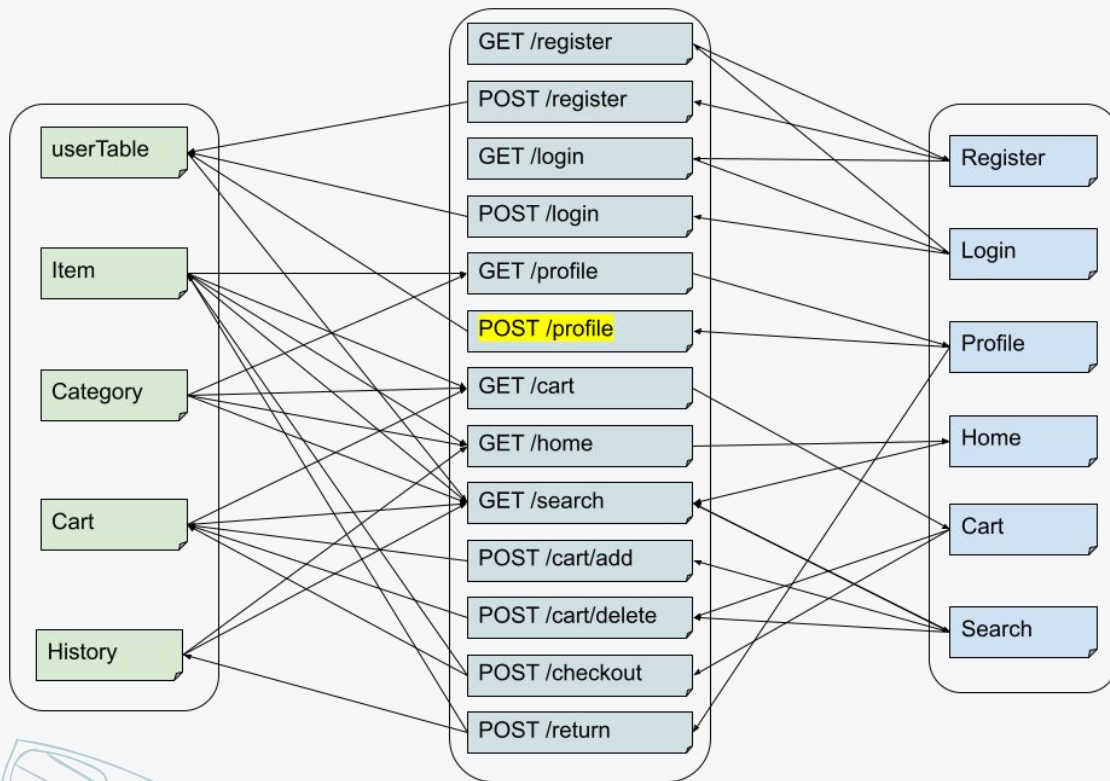 userTable
Item
Category
Cart
History
GET /register
POST /register
GET /login
POST /login
GET /profile
POST /profile
GET /cart
GET /home
GET /search
POST /cart/add
POST /cart/delete
POST /checkout
POST /return
Register
Login
Profile
Home
Cart
Search